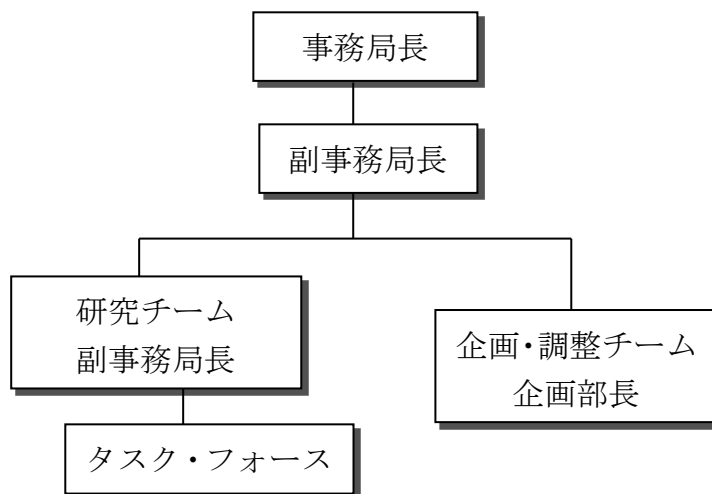 事務局長
副事務局長
研究チーム
副事務局長
企画・調整チーム
企画部長
タスク・フォース